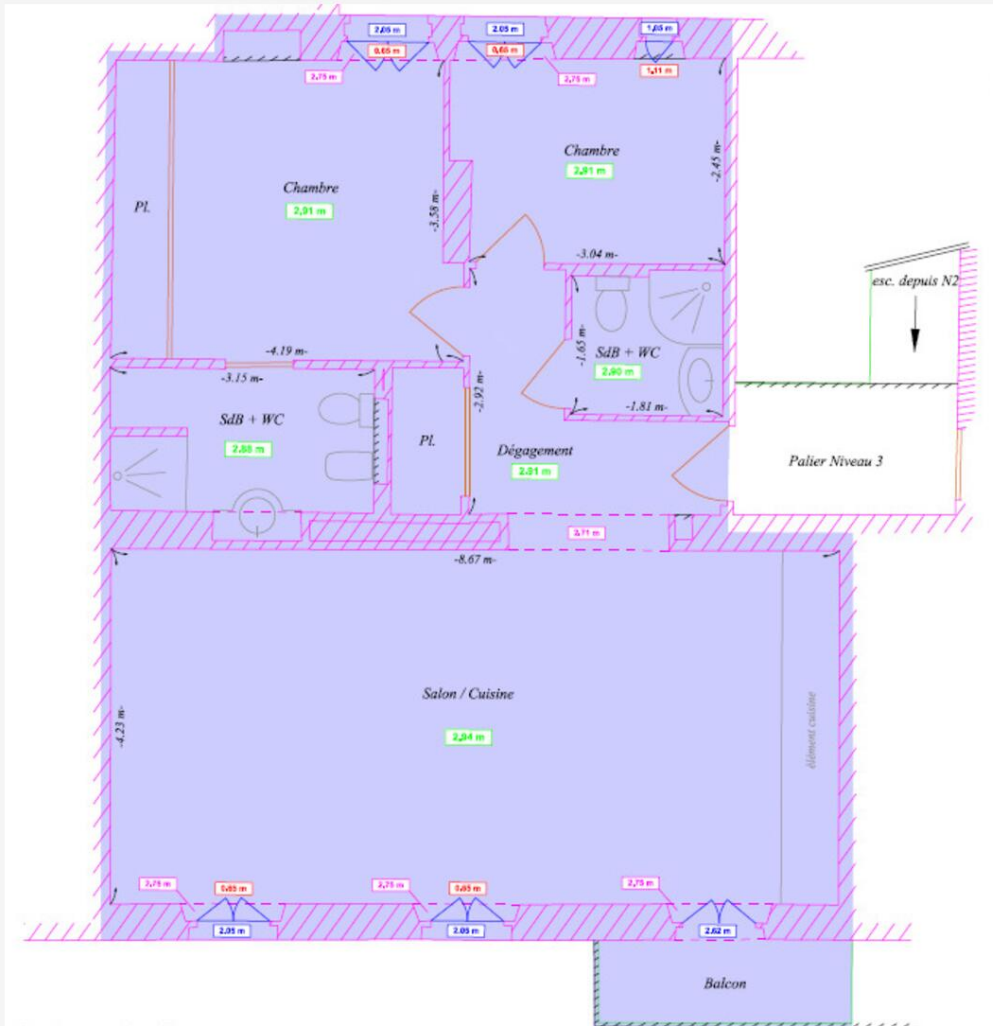 2,05 m
2,05 m
1,05 m
0,65 m
0,65 m
2,75 m
2,75 m
1,11 m
Chambre
2,91 m
-2.45 m-
Chambre
2,91 m
Pl.
-3.58 m-
-3.04 m-
esc. depuis N2
-1.65 m-
SdB + WC
-4.19 m-
-3.15 m-
-2.92 m-
-1.81 m-
SdB + WC
2,88 m
Pl.
Dégagement
2,91 m
Palier Niveau 3
2,71 m
-8.67 m-
Salon / Cuisine
2,94 m
-4.23 m-
élément cuisine
2,75 m
0,65 m
2,75 m
0,65 m
2,75 m
2,05 m
2,05 m
2,62 m
Balcon